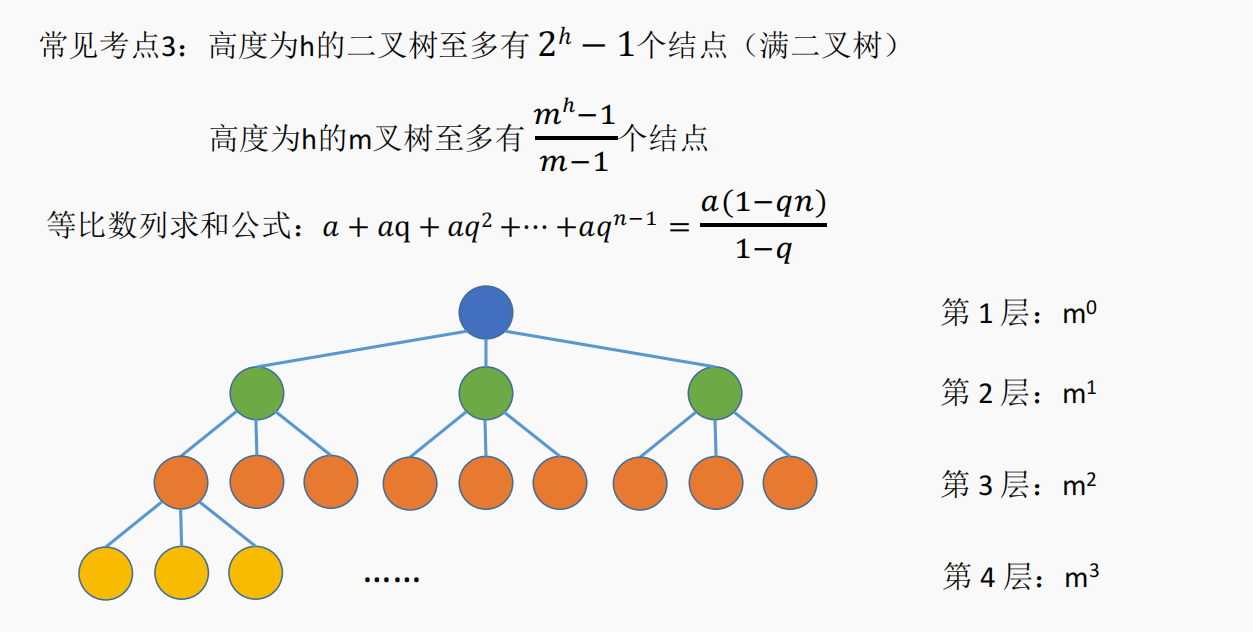 常见考点3：高度为h的二叉树至多有 2^h − 1个结点（满二叉树）
高度为h的m叉树至多有 \frac{m^h−1}{m−1} 个结点
等比数列求和公式：a + aq + aq^2 +⋯ +aq^{n−1} = \frac{a(1−qn)}{1−q}
第 1 层：m^0
第 2 层：m^1
第 3 层：m^2
第 4 层：m^3
……